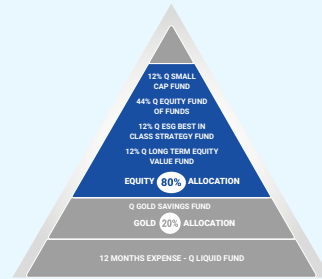 12% Q SMALL
CAP FUND
44% Q EQUITY FUND
OF FUNDS
12% Q ESG BEST IN
CLASS STRATEGY FUND
12% Q LONG TERM EQUITY
VALUE FUND
EQUITY 80% ALLOCATION
Q GOLD SAVINGS FUND
GOLD 20% ALLOCATION
12 MONTHS EXPENSE - Q LIQUID FUND